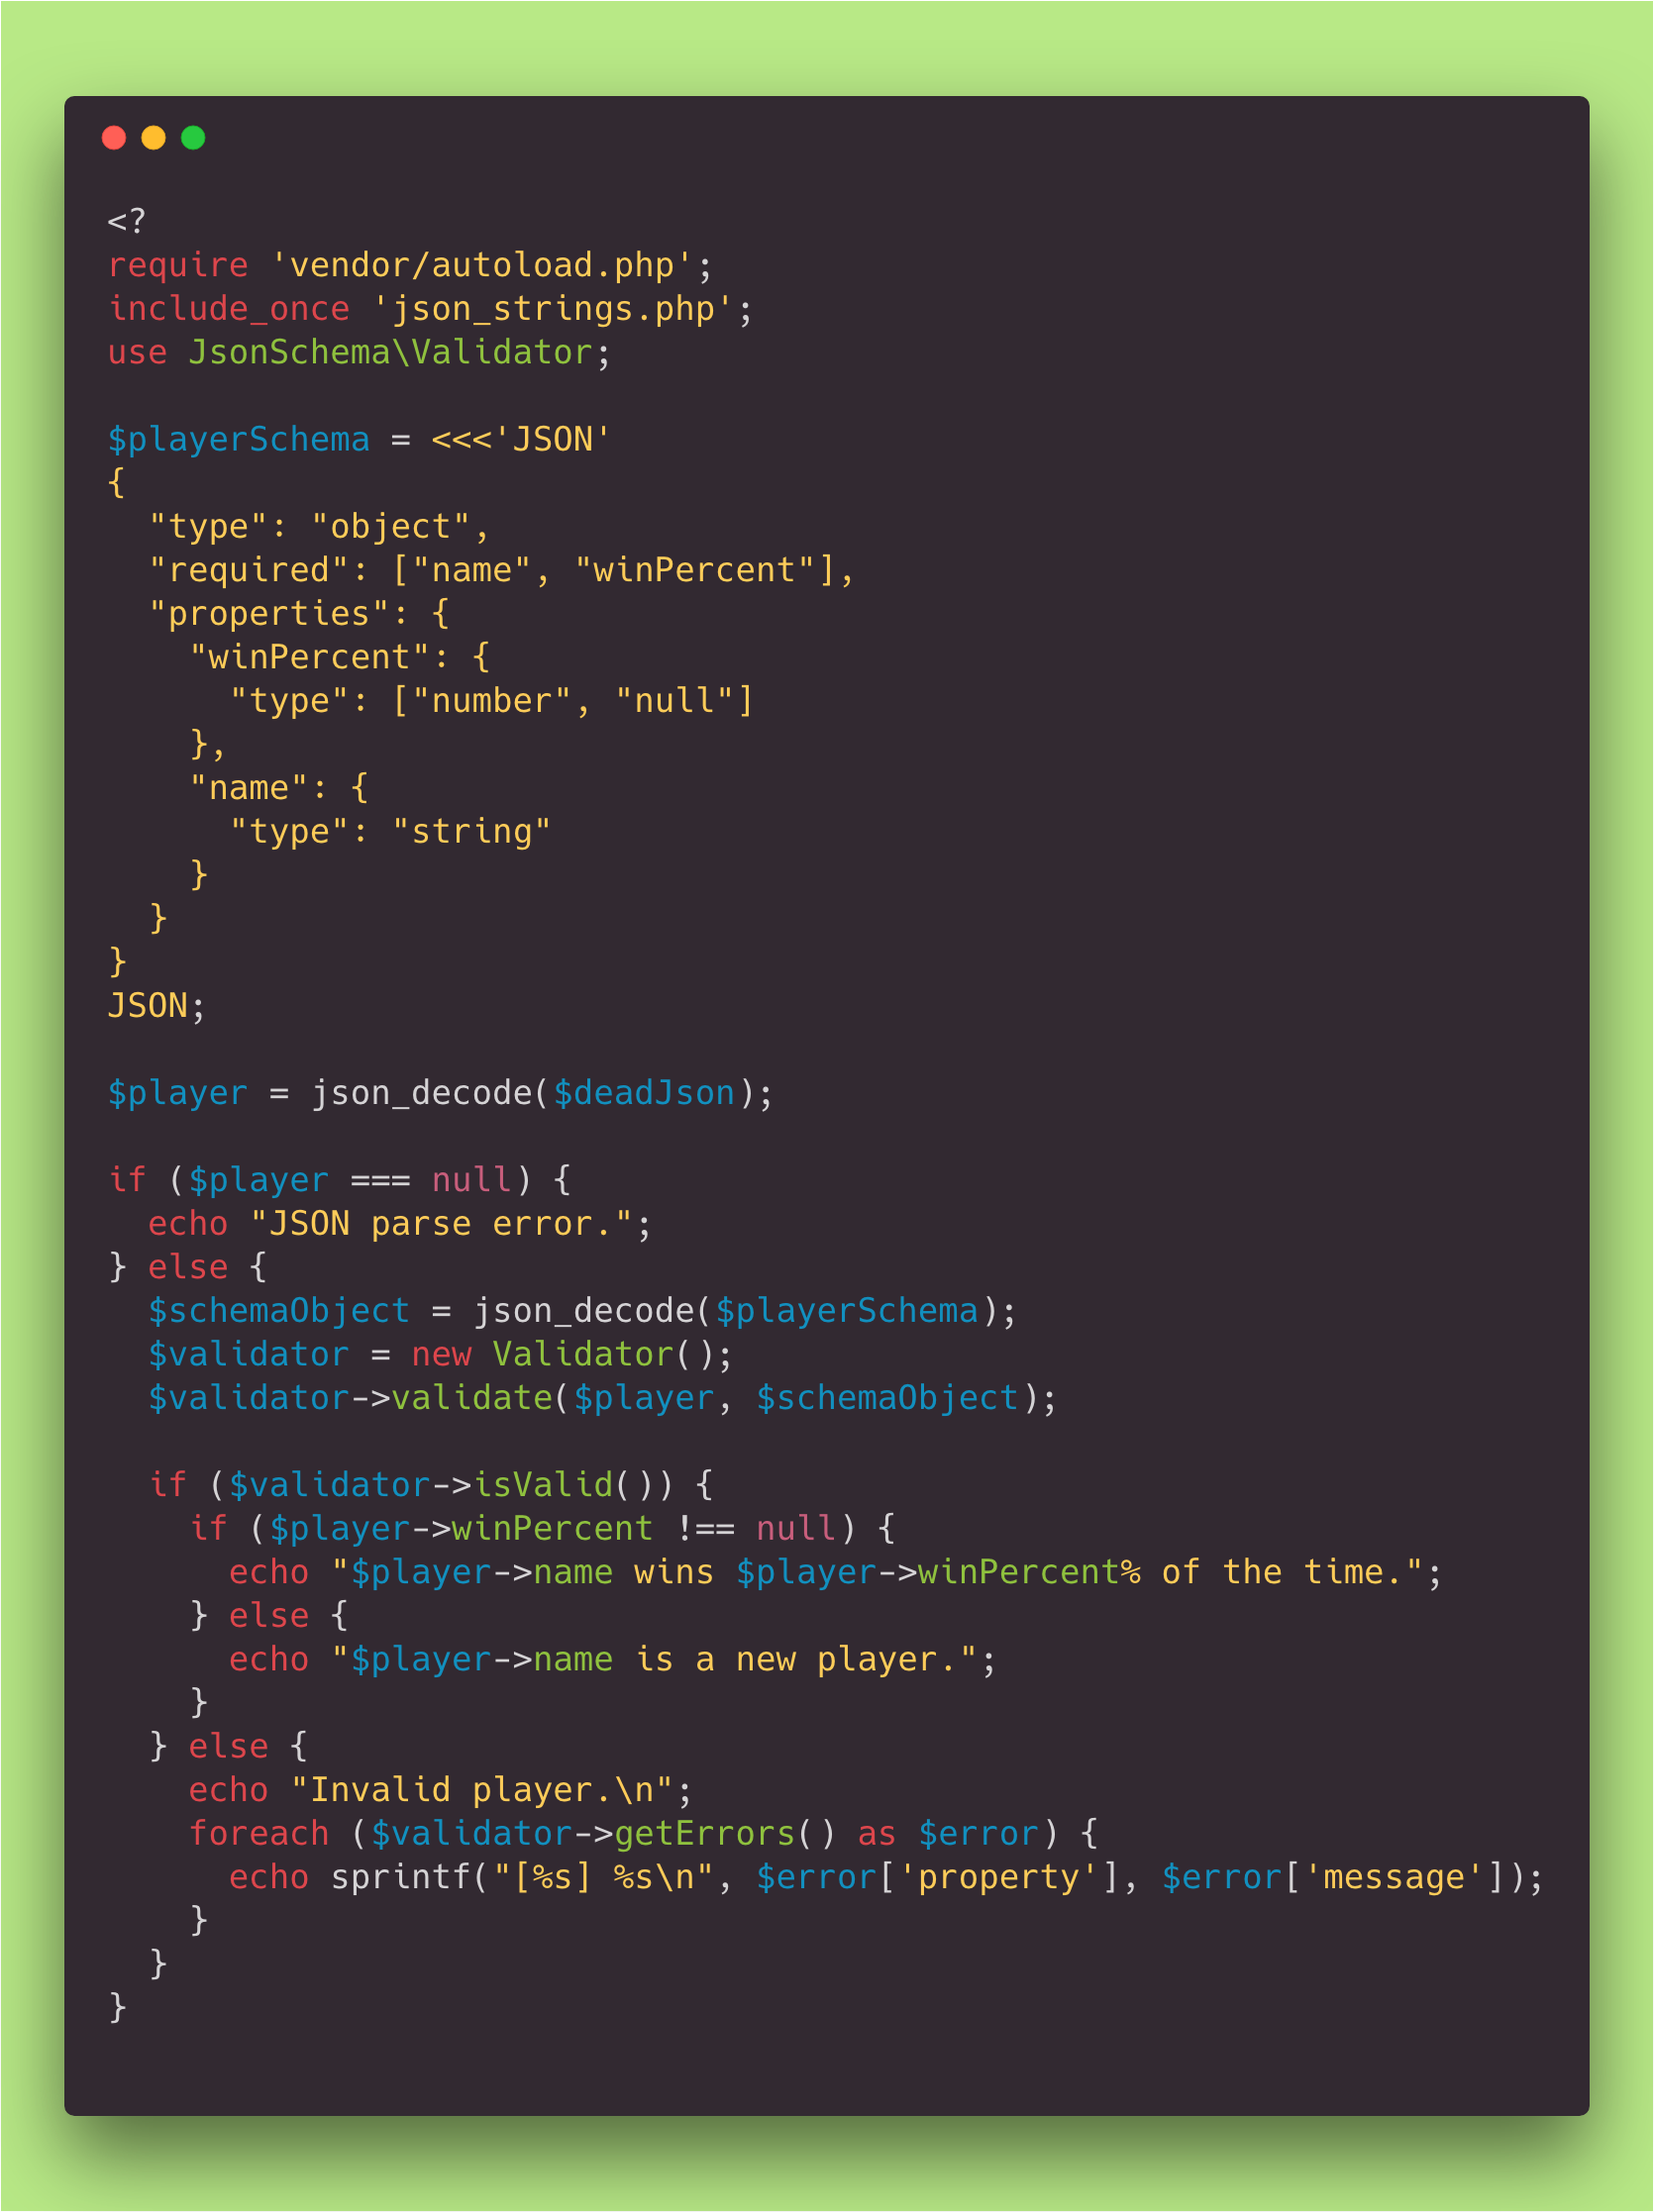 <?
require 'vendor/autoload.php';
include_once 'json_strings.php';
use JsonSchema\Validator;

$playerSchema = <<<'JSON'
{
  "type": "object",
  "required": ["name", "winPercent"],
  "properties": {
    "winPercent": {
      "type": ["number", "null"]
    },
    "name": {
      "type": "string"
    }
  }
}
JSON;

$player = json_decode($deadJson);

if ($player === null) {
  echo "JSON parse error.";
} else {
  $schemaObject = json_decode($playerSchema);
  $validator = new Validator();
  $validator->validate($player, $schemaObject);

  if ($validator->isValid()) {
    if ($player->winPercent !== null) {
      echo "$player->name wins $player->winPercent% of the time.";
    } else {
      echo "$player->name is a new player.";
    }
  } else {
    echo "Invalid player.\n";
    foreach ($validator->getErrors() as $error) {
      echo sprintf("[%s] %s\n", $error['property'], $error['message']);
    }
  }
}